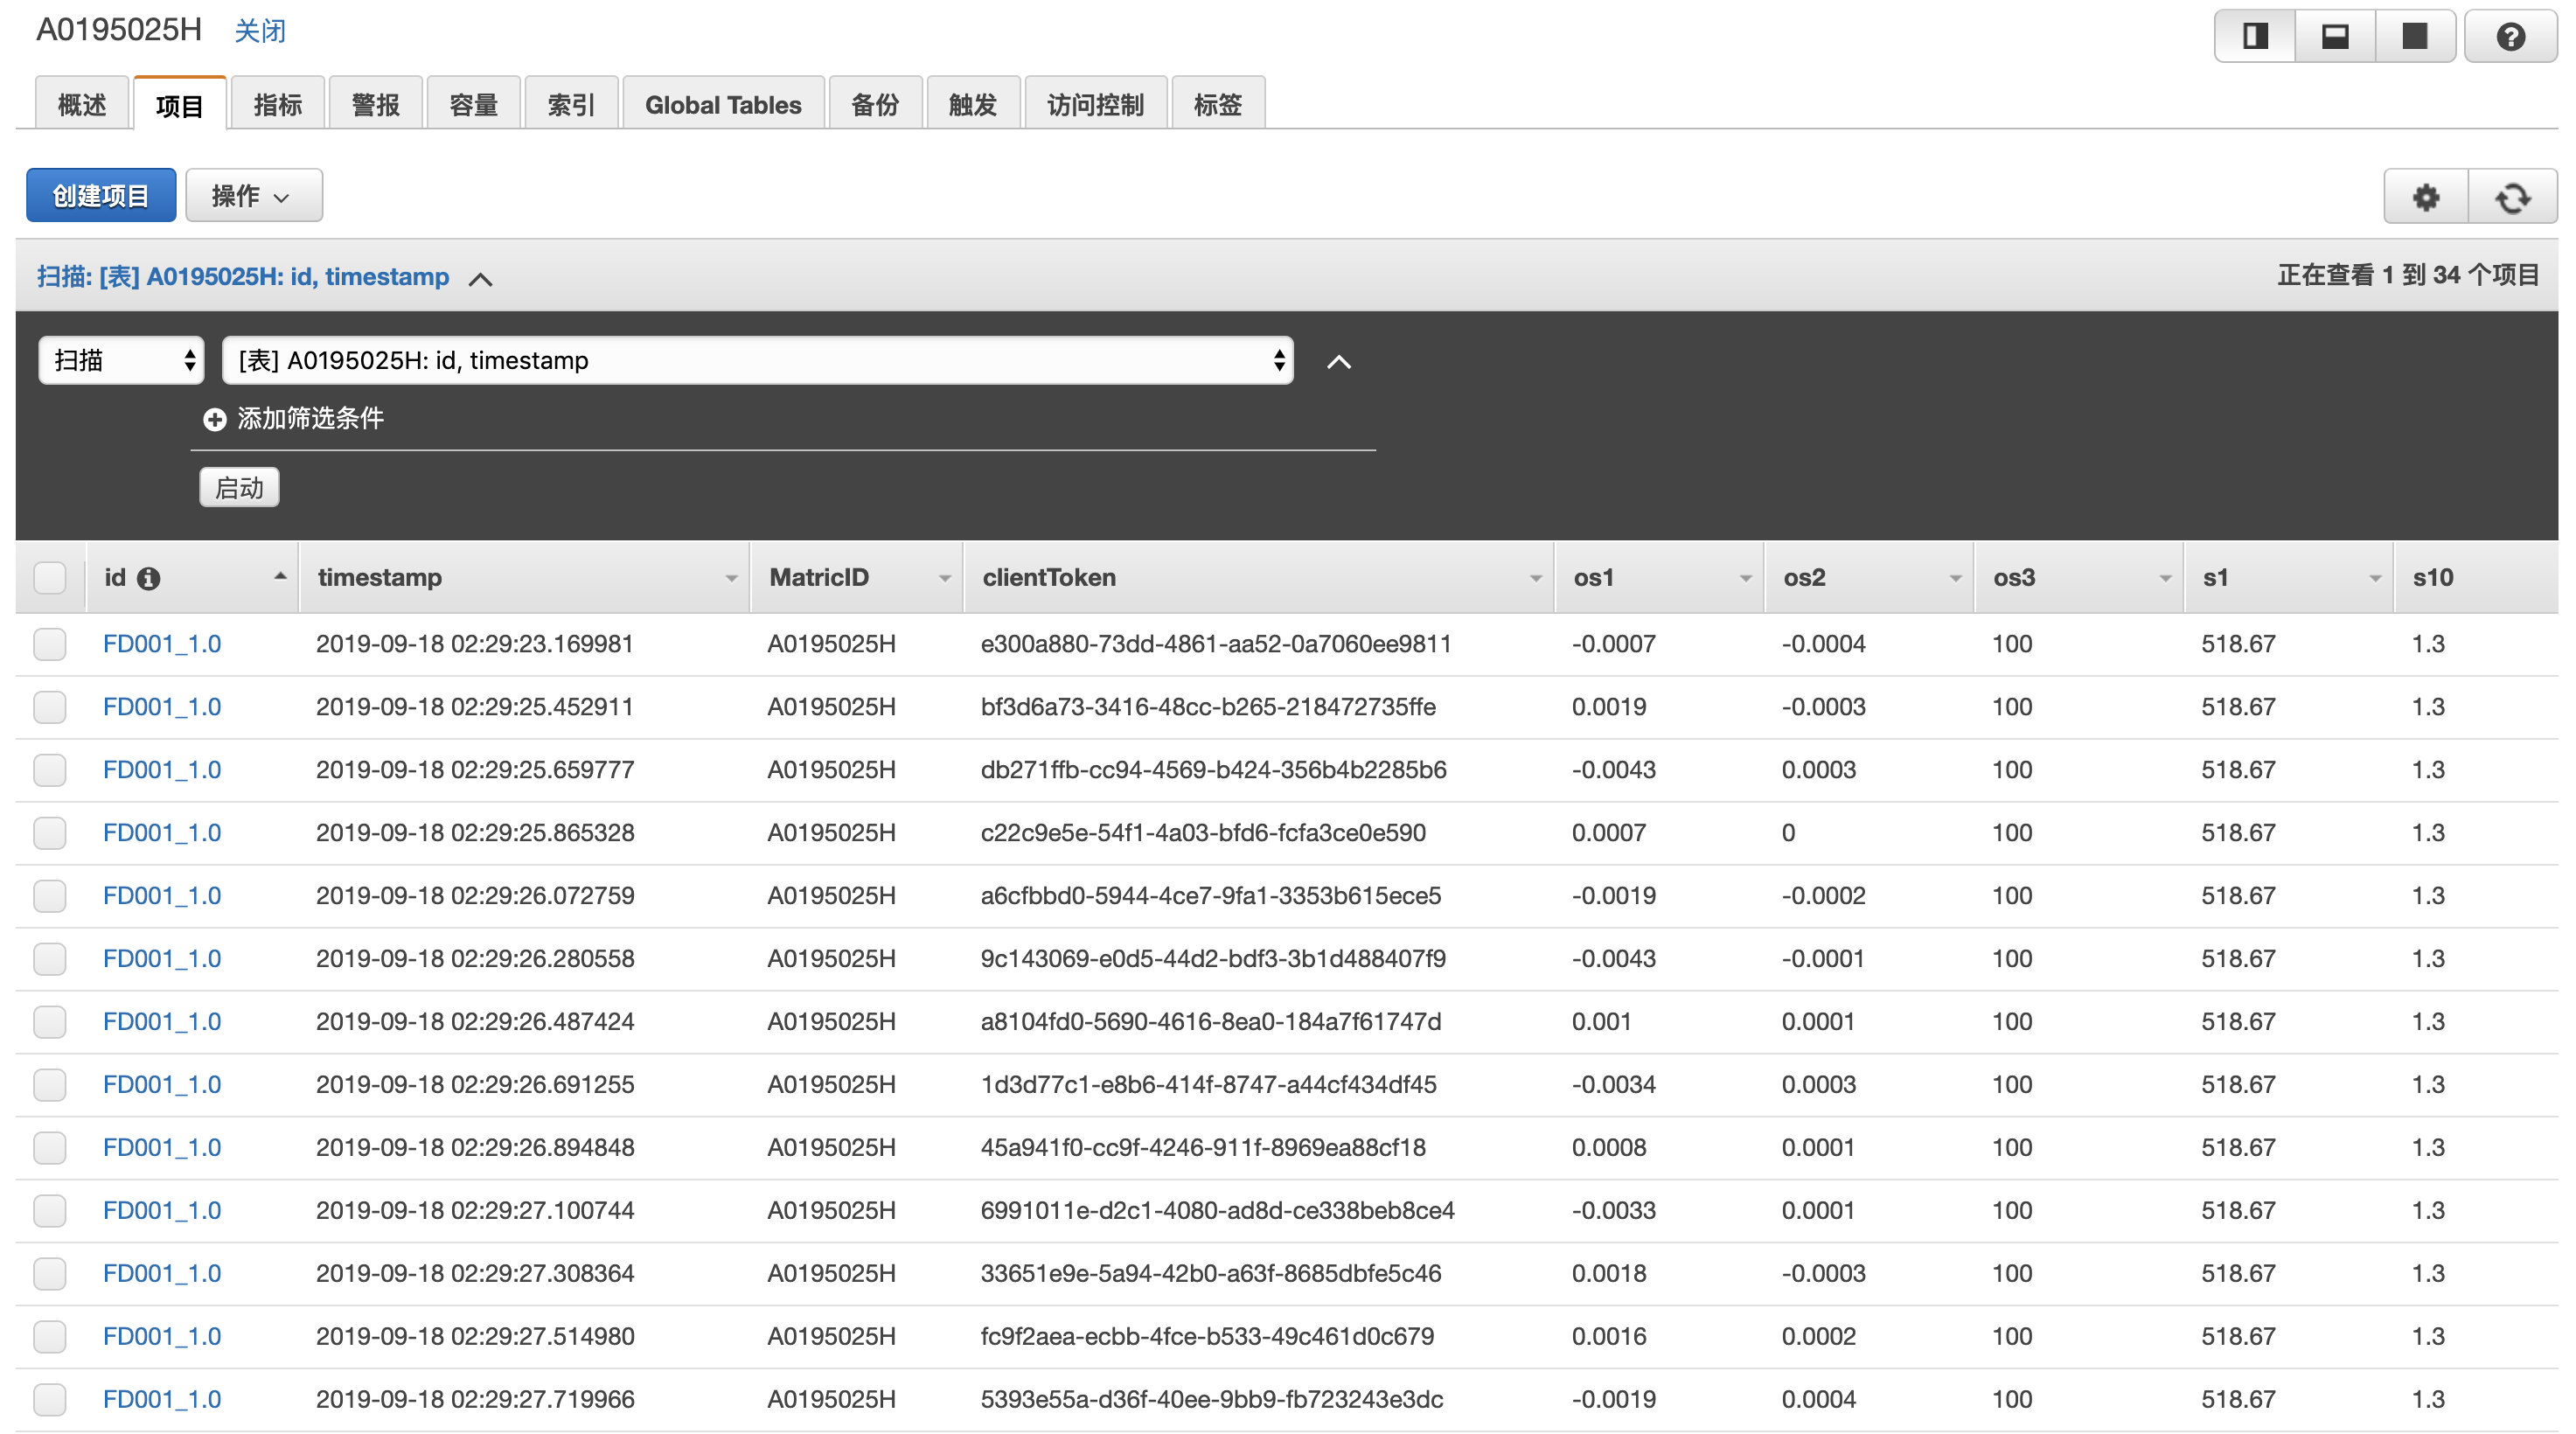 A0195025H 关闭
概述 项目 指标 警报 容量 索引 Global Tables 备份 触发 访问控制 标签
创建项目 操作
扫描: [表] A0195025H: id, timestamp 正在查看 1 到 34 个项目
扫描 [表] A0195025H: id, timestamp
添加筛选条件
启动
id timestamp MatricID clientToken os1 os2 os3 s1 s10
FD001_1.0 2019-09-18 02:29:23.169981 A0195025H e300a880-73dd-4861-aa52-0a7060ee9811 -0.0007 -0.0004 100 518.67 1.3
FD001_1.0 2019-09-18 02:29:25.452911 A0195025H bf3d6a73-3416-48cc-b265-218472735ffe 0.0019 -0.0003 100 518.67 1.3
FD001_1.0 2019-09-18 02:29:25.659777 A0195025H db271ffb-cc94-4569-b424-356b4b2285b6 -0.0043 0.0003 100 518.67 1.3
FD001_1.0 2019-09-18 02:29:25.865328 A0195025H c22c9e5e-54f1-4a03-bfd6-fcfa3ce0e590 0.0007 0 100 518.67 1.3
FD001_1.0 2019-09-18 02:29:26.072759 A0195025H a6cfbbd0-5944-4ce7-9fa1-3353b615ece5 -0.0019 -0.0002 100 518.67 1.3
FD001_1.0 2019-09-18 02:29:26.280558 A0195025H 9c143069-e0d5-44d2-bdf3-3b1d488407f9 -0.0043 -0.0001 100 518.67 1.3
FD001_1.0 2019-09-18 02:29:26.487424 A0195025H a8104fd0-5690-4616-8ea0-184a7f61747d 0.001 0.0001 100 518.67 1.3
FD001_1.0 2019-09-18 02:29:26.691255 A0195025H 1d3d77c1-e8b6-414f-8747-a44cf434df45 -0.0034 0.0003 100 518.67 1.3
FD001_1.0 2019-09-18 02:29:26.894848 A0195025H 45a941f0-cc9f-4246-911f-8969ea88cf18 0.0008 0.0001 100 518.67 1.3
FD001_1.0 2019-09-18 02:29:27.100744 A0195025H 6991011e-d2c1-4080-ad8d-ce338beb8ce4 -0.0033 0.0001 100 518.67 1.3
FD001_1.0 2019-09-18 02:29:27.308364 A0195025H 33651e9e-5a94-42b0-a63f-8685dbfe5c46 0.0018 -0.0003 100 518.67 1.3
FD001_1.0 2019-09-18 02:29:27.514980 A0195025H fc9f2aea-ecbb-4fce-b533-49c461d0c679 0.0016 0.0002 100 518.67 1.3
FD001_1.0 2019-09-18 02:29:27.719966 A0195025H 5393e55a-d36f-40ee-9bb9-fb723243e3dc -0.0019 0.0004 100 518.67 1.3